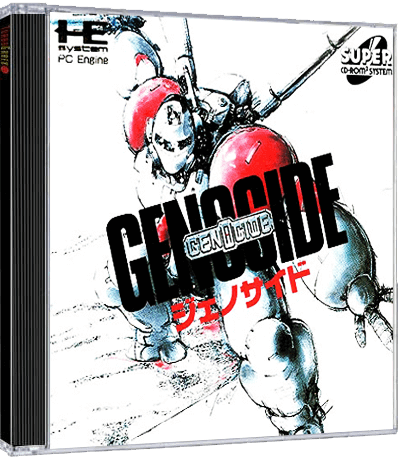 HE
system
PC Engine
SUPER
CD-ROM² SYSTEM
GENOCIDE
GENOCIDE
ジェノサイド